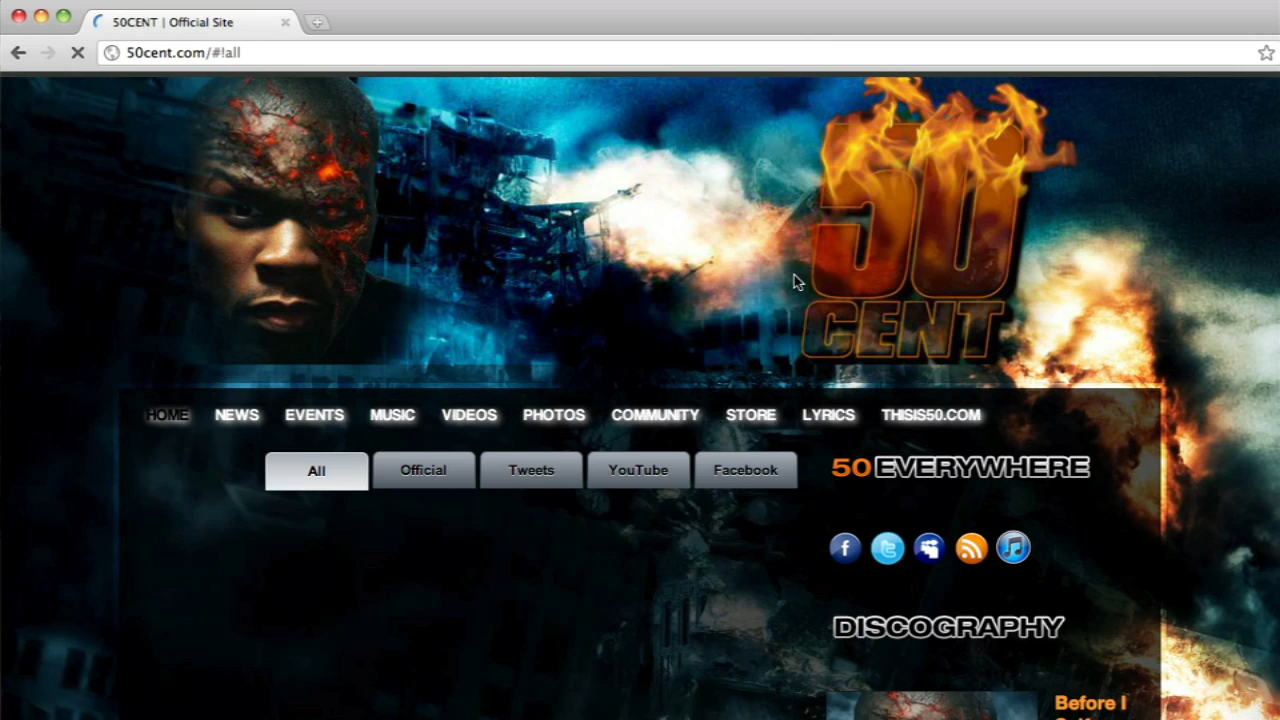 50CENT | Official Site
50cent.com/#!all
50
CENT
HOME NEWS EVENTS MUSIC VIDEOS PHOTOS COMMUNITY STORE LYRICS THISIS50.COM
All Official Tweets YouTube Facebook
50 EVERYWHERE
DISCOGRAPHY
Before I